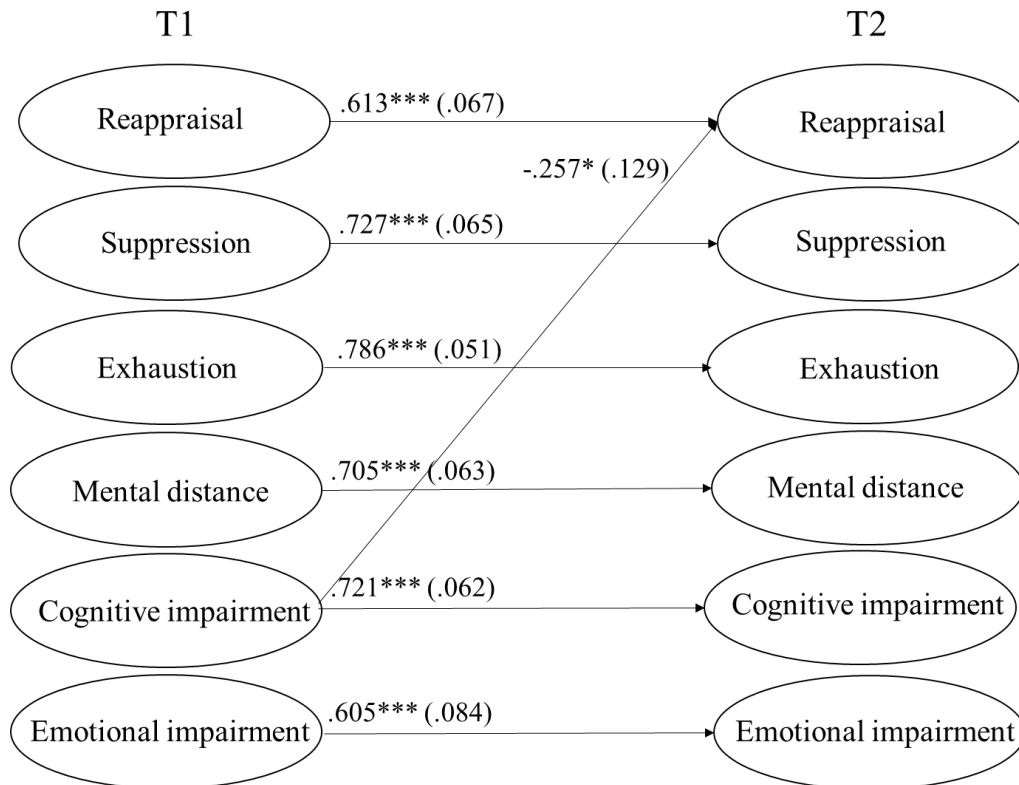 T1 T2
Reappraisal .613*** (.067) Reappraisal
-.257* (.129)
Suppression .727*** (.065) Suppression
Exhaustion .786*** (.051) Exhaustion
Mental distance .705*** (.063) Mental distance
Cognitive impairment .721*** (.062) Cognitive impairment
Emotional impairment .605*** (.084) Emotional impairment